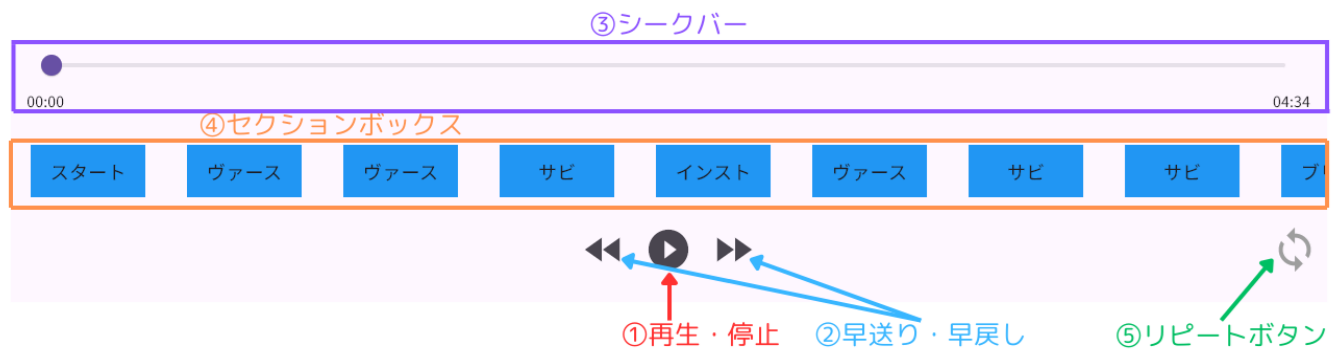 ③シークバー
00:00
04:34
④セクションボックス
スタート
ヴァース
ヴァース
サビ
インスト
ヴァース
サビ
サビ
ブ
①再生・停止
②早送り・早戻し
⑤リピートボタン